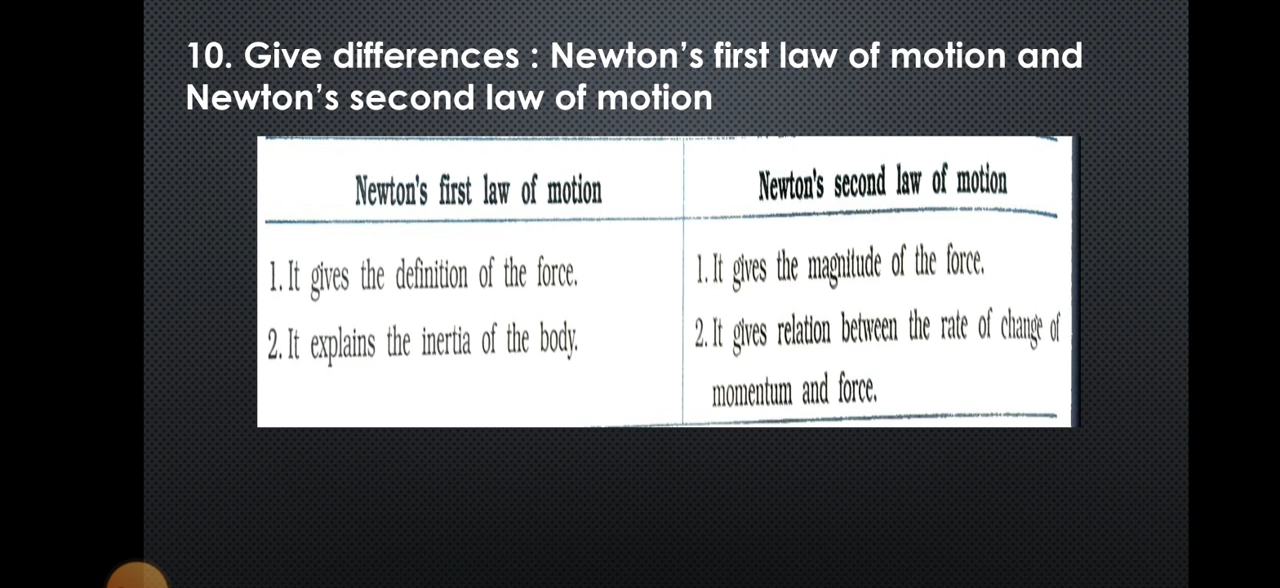 10. Give differences : Newton’s first law of motion and
Newton’s second law of motion
Newton's first law of motion
Newton's second law of motion
1. It gives the definition of the force.
2. It explains the inertia of the body.
1. It gives the magnitude of the force.
2. It gives relation between the rate of change of
momentum and force.